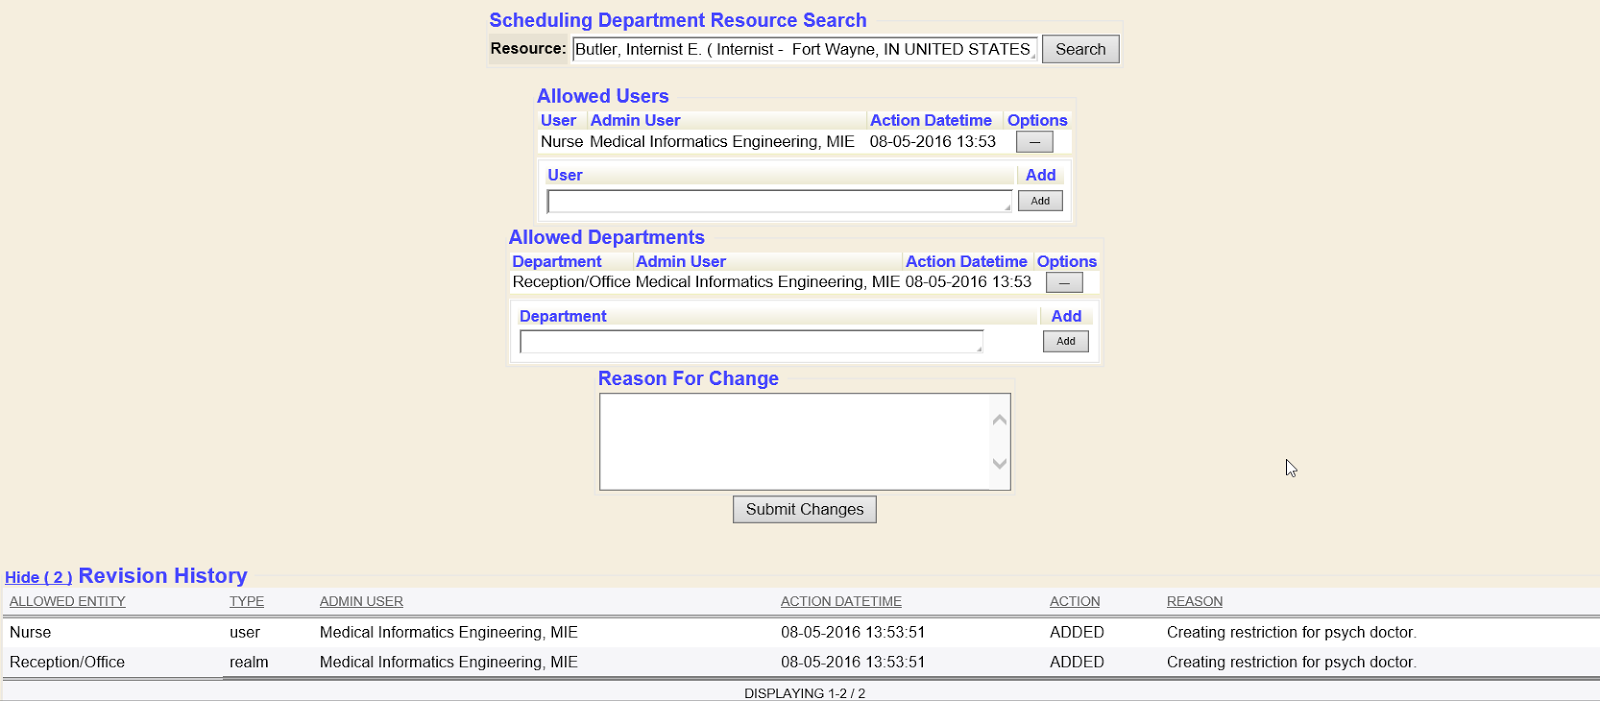 Scheduling Department Resource Search
Resource: Butler, Internist E. ( Internist - Fort Wayne, IN UNITED STATES, Search
Allowed Users
User Admin User Action Datetime Options
Nurse Medical Informatics Engineering, MIE 08-05-2016 13:53 —
User Add
Add
Allowed Departments
Department Admin User Action Datetime Options
Reception/Office Medical Informatics Engineering, MIE 08-05-2016 13:53 —
Department Add
Add
Reason For Change
Submit Changes
Hide ( 2 ) Revision History
ALLOWED ENTITY TYPE ADMIN USER ACTION DATETIME ACTION REASON
Nurse user Medical Informatics Engineering, MIE 08-05-2016 13:53:51 ADDED Creating restriction for psych doctor.
Reception/Office realm Medical Informatics Engineering, MIE 08-05-2016 13:53:51 ADDED Creating restriction for psych doctor.
DISPLAYING 1-2 / 2